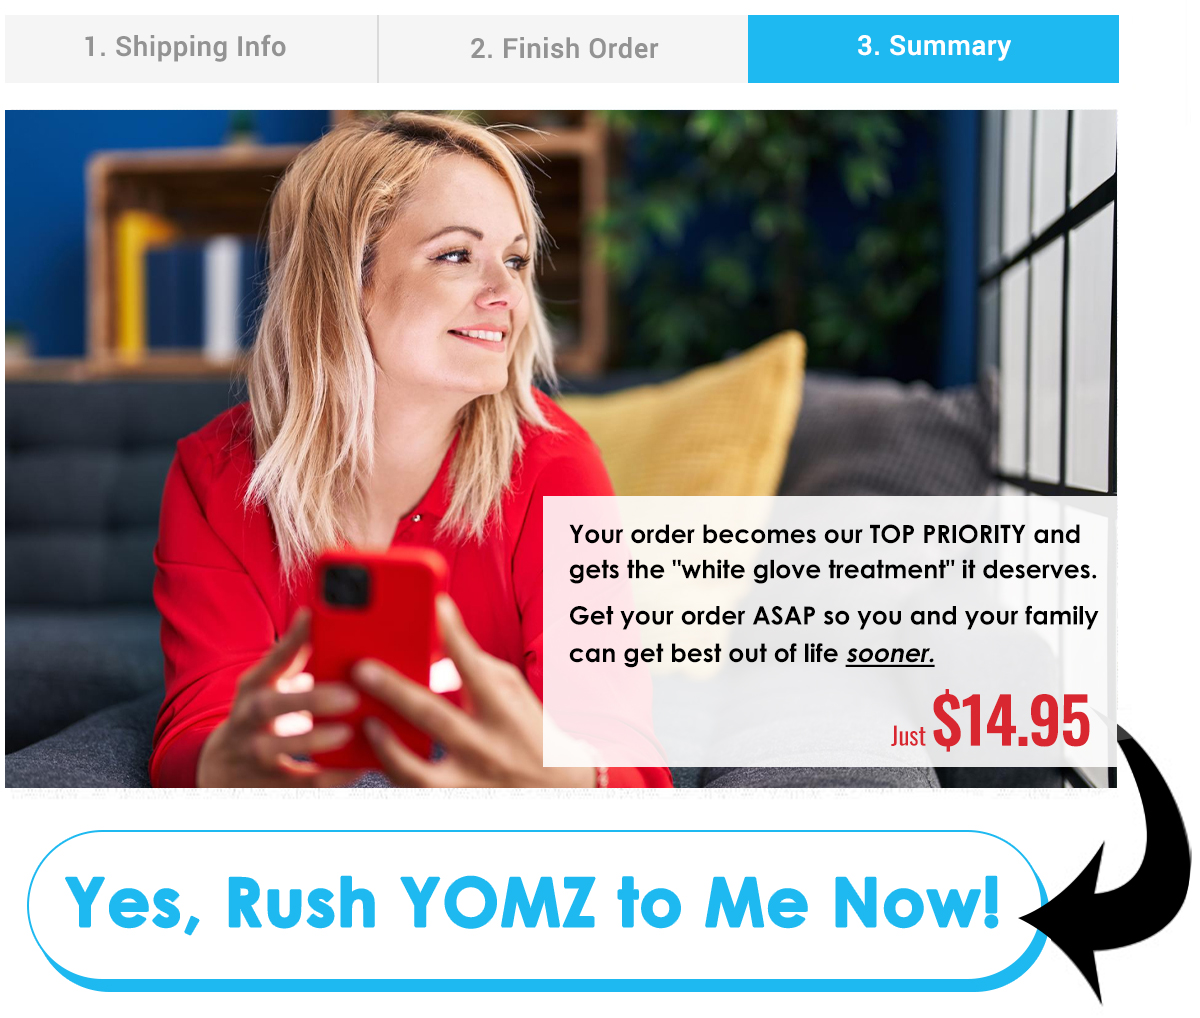 1. Shipping Info
2. Finish Order
3. Summary
Your order becomes our TOP PRIORITY and
gets the "white glove treatment" it deserves.
Get your order ASAP so you and your family
can get best out of life sooner.
Just $14.95
Yes, Rush YOMZ to Me Now!